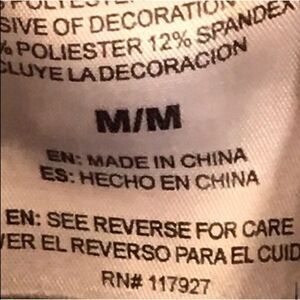 SIVE OF DECORATION
% POLIESTER 12% SPANDEX
CLUYE LA DECORACION
M/M
EN: MADE IN CHINA
ES: HECHO EN CHINA
EN: SEE REVERSE FOR CARE
VER EL REVERSO PARA EL CUID
RN# 117927